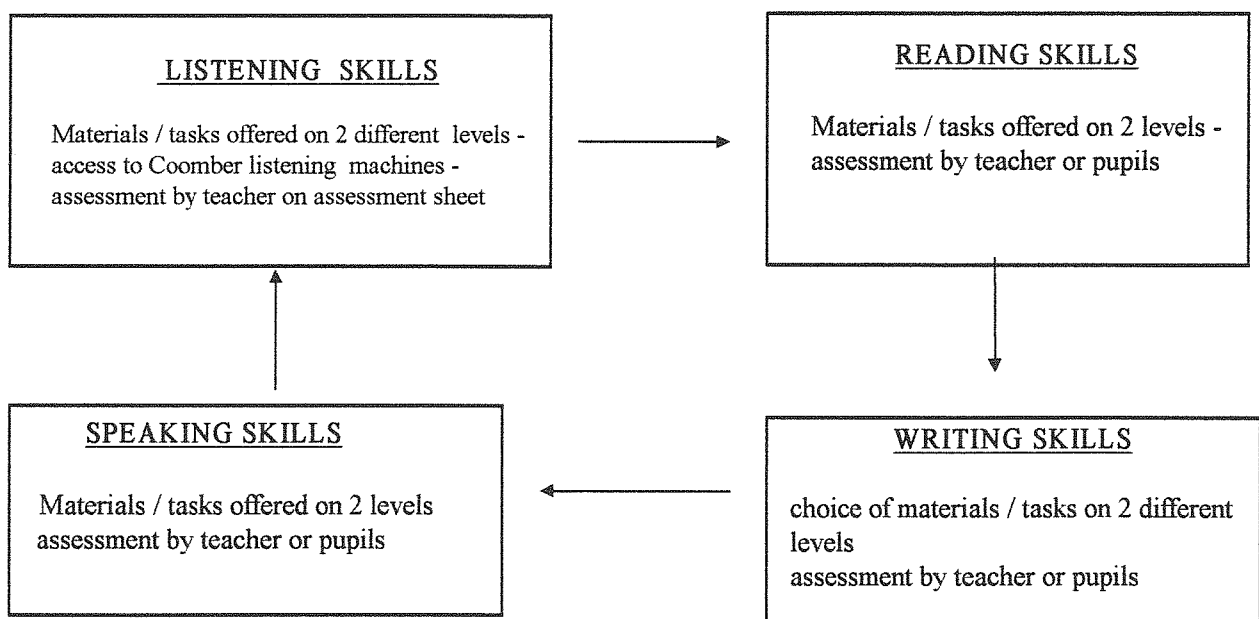 LISTENING SKILLS
Materials / tasks offered on 2 different levels -
access to Coomber listening machines -
assessment by teacher on assessment sheet
READING SKILLS
Materials / tasks offered on 2 levels -
assessment by teacher or pupils
SPEAKING SKILLS
Materials / tasks offered on 2 levels
assessment by teacher or pupils
WRITING SKILLS
choice of materials / tasks on 2 different
levels
assessment by teacher or pupils